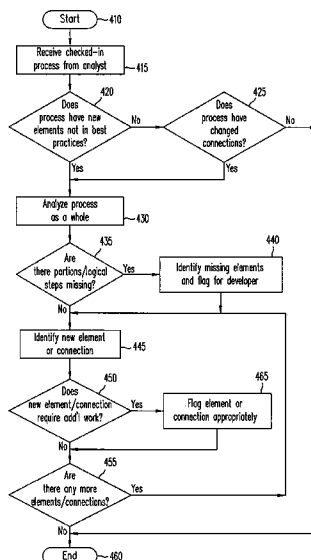 Start
410
Receive checked-in
process from analyst
415
420
Does
process have new
elements not in best
practices?
No
Yes
425
Does
process have
changed
connections?
No
Yes
Analyze process
as a whole
430
435
Are
there portions/logical
steps missing?
Yes
No
440
Identify missing elements
and flag for developer
Identify new element
or connection
445
450
Does
new element/connection
require add'l work?
Yes
No
465
Flag element or
connection appropriately
455
Are
there any more
elements/connections?
Yes
No
End
460